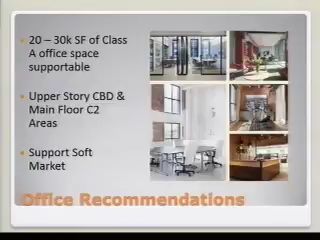 20 – 30k SF of Class
A office space
supportable
Upper Story CBD &
Main Floor C2
Areas
Support Soft
Market
Office Recommendations